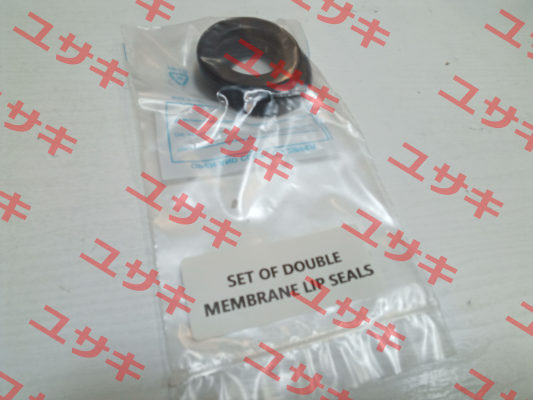 SET OF DOUBLE
MEMBRANE LIP SEALS
ユサキ